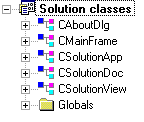 Solution classes
CAboutDlg
CMainFrame
CSolutionApp
CSolutionDoc
CSolutionView
Globals